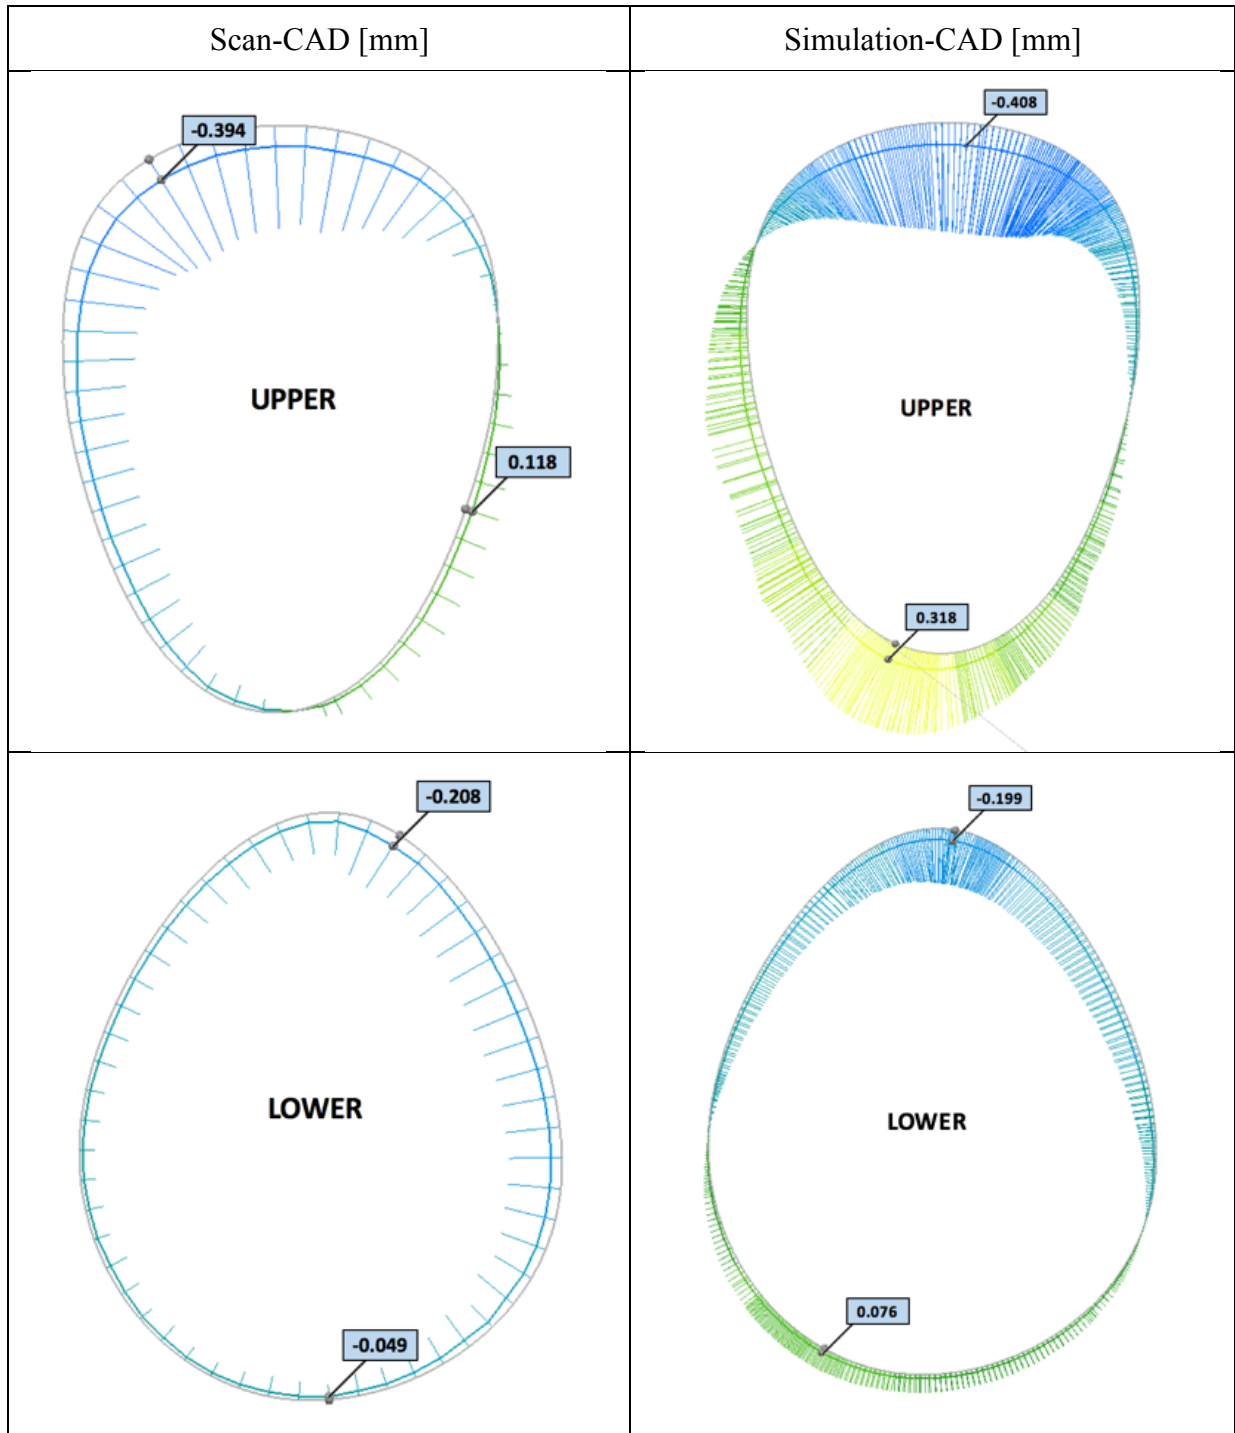 Scan-CAD [mm]
Simulation-CAD [mm]
-0.394
UPPER
0.118
-0.408
UPPER
0.318
-0.208
LOWER
-0.049
-0.199
LOWER
0.076